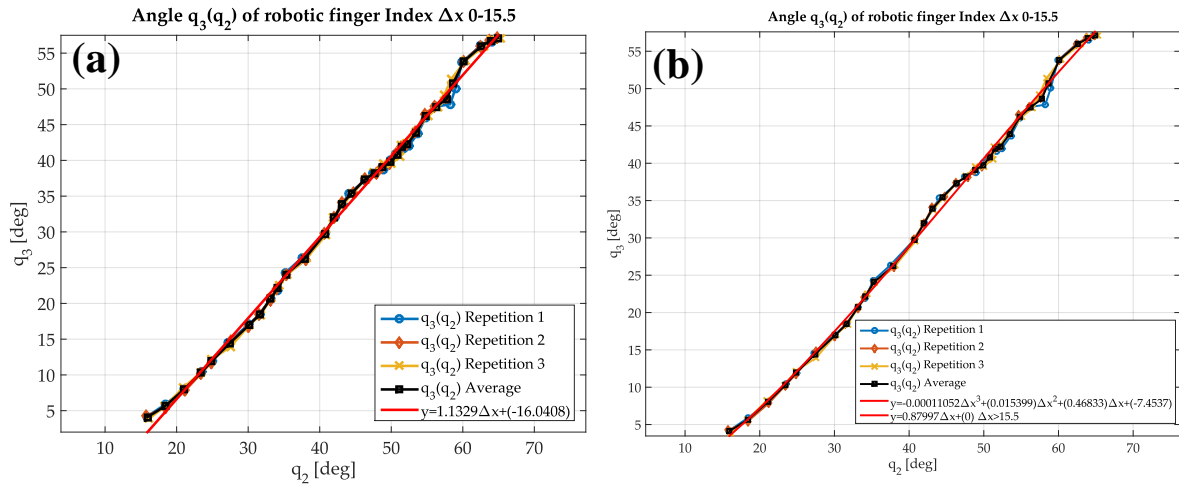 Angle q3(q2) of robotic finger Index Δx 0-15.5
(a)
55
50
45
40
35
30
25
20
15
10
5
q3 [deg]
q3(q2) Repetition 1
q3(q2) Repetition 2
q3(q2) Repetition 3
q3(q2) Average
y=1.1329Δx+(-16.0408)
10 20 30 40 50 60 70
q2 [deg]
Angle q3(q2) of robotic finger Index Δx 0-15.5
(b)
55
50
45
40
35
30
25
20
15
10
5
q3 [deg]
q3(q2) Repetition 1
q3(q2) Repetition 2
q3(q2) Repetition 3
q3(q2) Average
y=-0.00011052Δx^3+(0.015399)Δx^2+(0.46833)Δx+(-7.4537)
y=0.87997Δx+(0) Δx>15.5
10 20 30 40 50 60 70
q2 [deg]